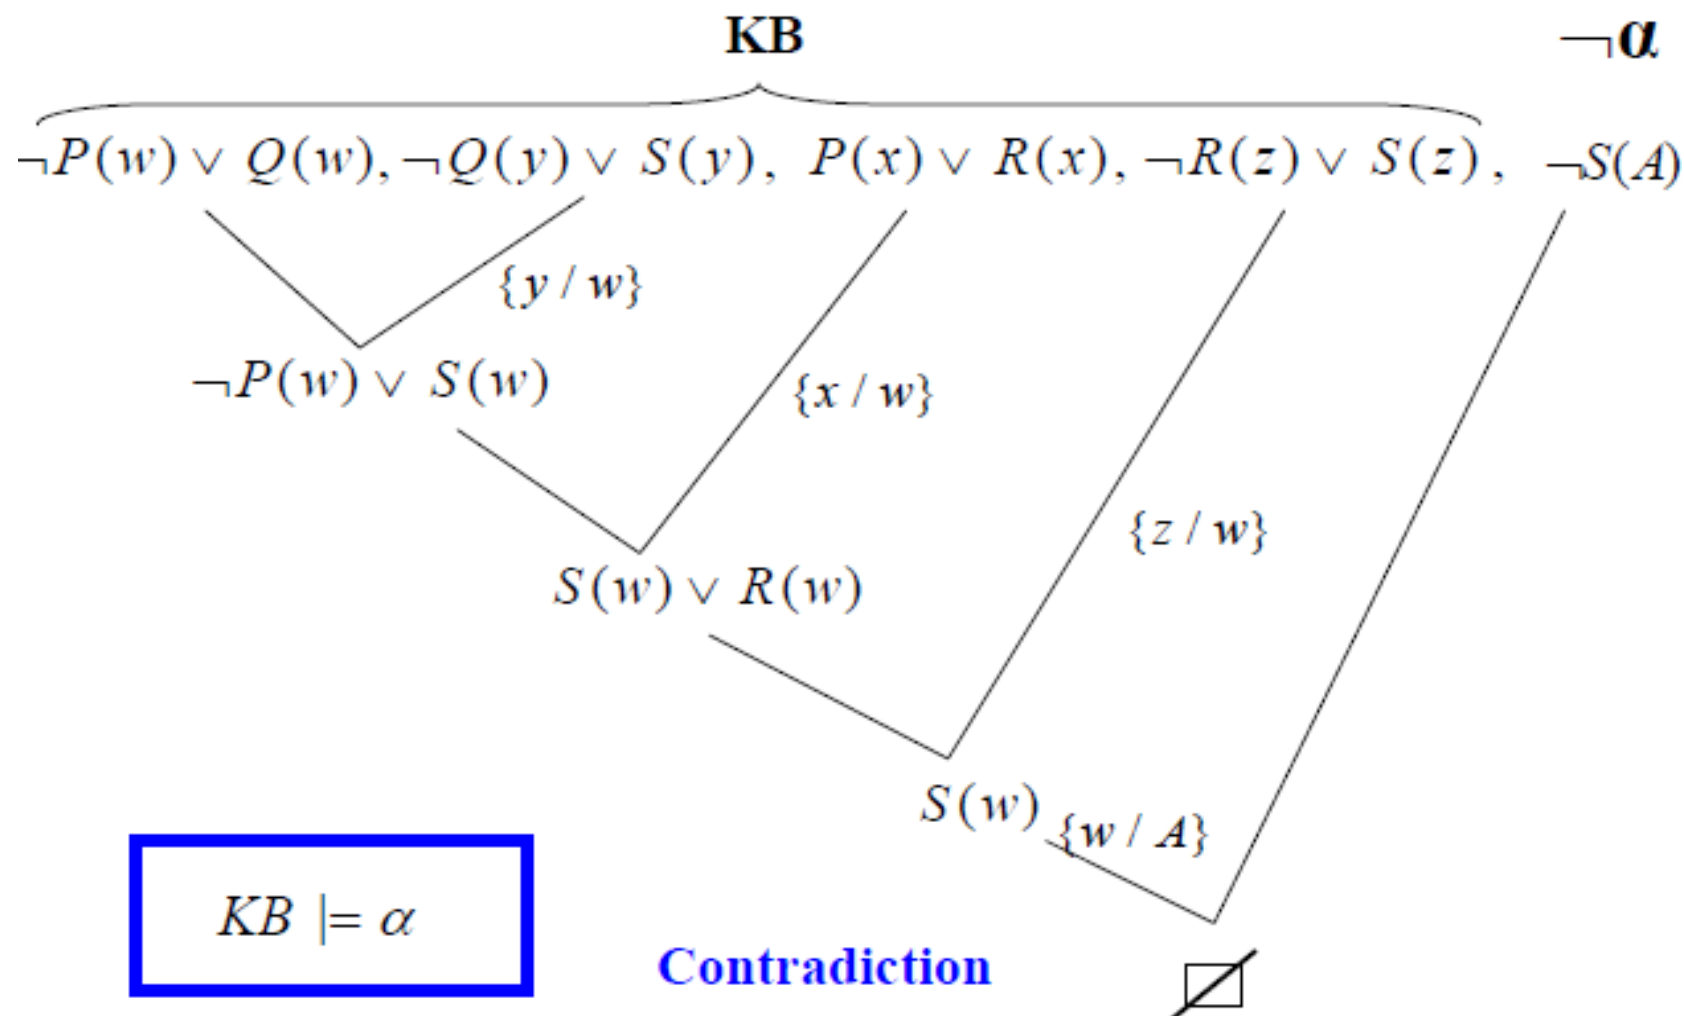 KB ¬α
¬P(w) ∨ Q(w), ¬Q(y) ∨ S(y), P(x) ∨ R(x), ¬R(z) ∨ S(z), ¬S(A)
{y / w}
¬P(w) ∨ S(w)
{x / w}
{z / w}
S(w) ∨ R(w)
S(w) {w / A}
KB |= α
Contradiction